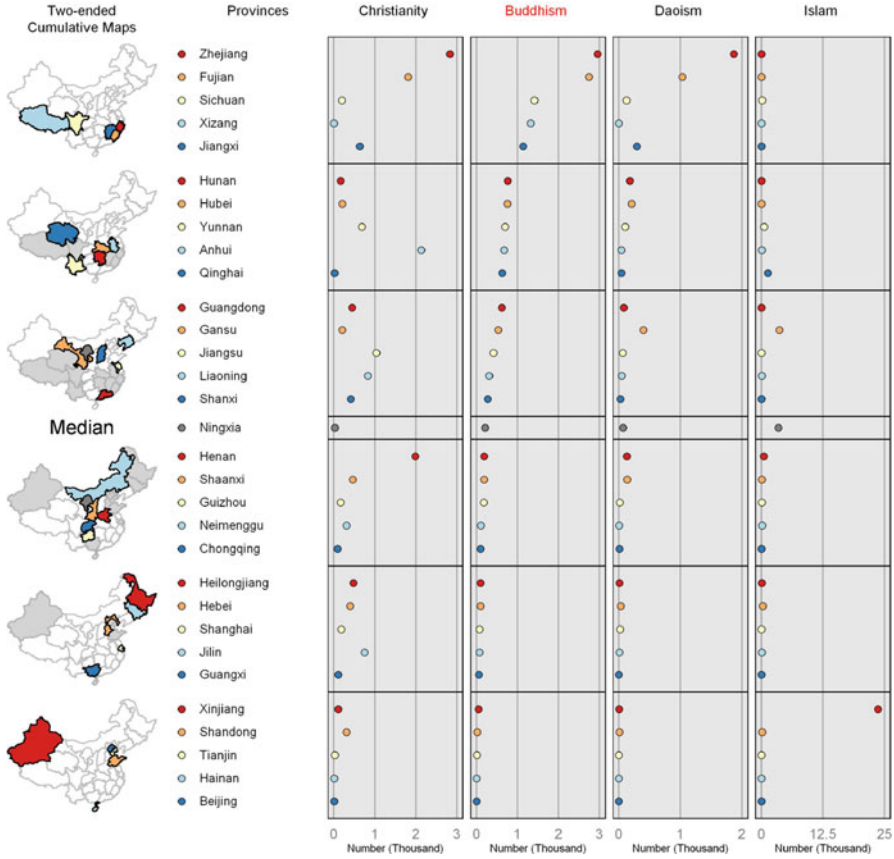 Two-ended
Cumulative Maps
Provinces
Christianity
Buddhism
Daoism
Islam
Zhejiang
Fujian
Sichuan
Xizang
Jiangxi
Hunan
Hubei
Yunnan
Anhui
Qinghai
Guangdong
Gansu
Jiangsu
Liaoning
Shanxi
Median
Ningxia
Henan
Shaanxi
Guizhou
Neimenggu
Chongqing
Heilongjiang
Hebei
Shanghai
Jilin
Guangxi
Xinjiang
Shandong
Tianjin
Hainan
Beijing
0 1 2 3
0 1 2 3
0 1 2
0 12.5 25
Number (Thousand)
Number (Thousand)
Number (Thousand)
Number (Thousand)